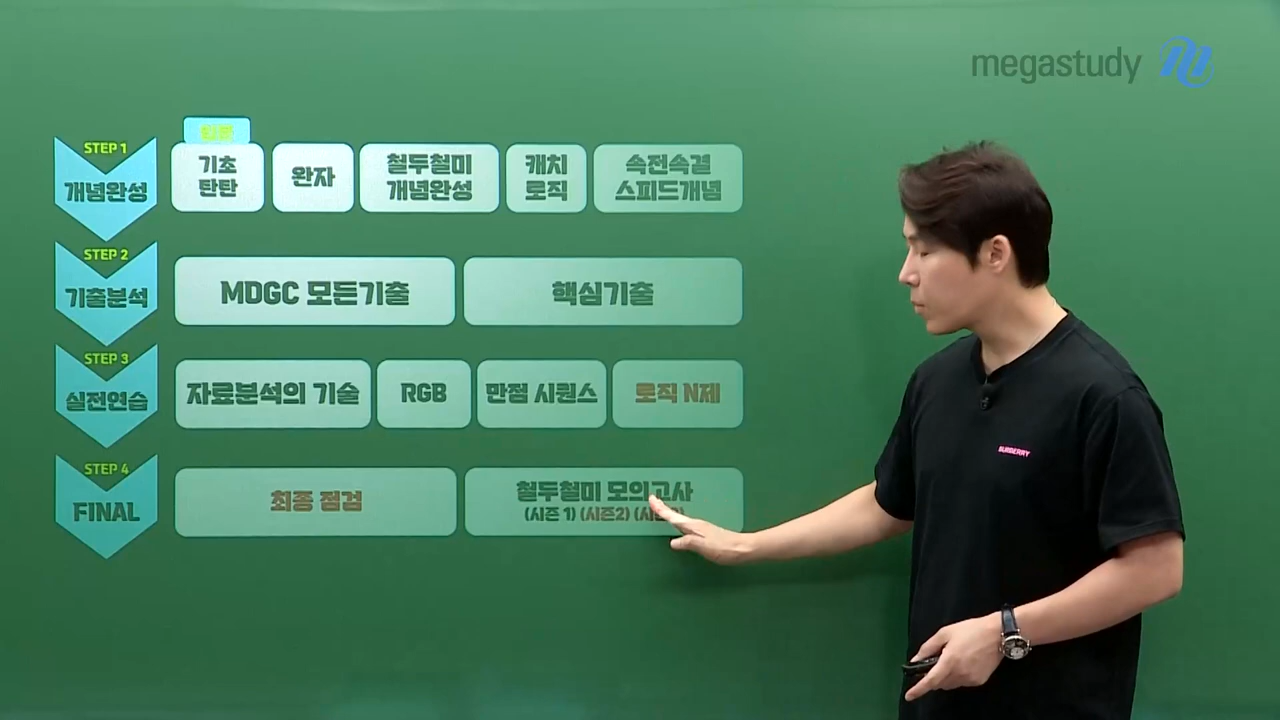 megastudy
STEP 1
개념완성
입문
기초
탄탄
완자
철두철미
개념완성
캐치
로직
속전속결
스피드개념
STEP 2
기출분석
MDGC 모든기출
핵심기출
STEP 3
실전연습
자료분석의 기술
RGB
만점 시퀀스
로직 N제
STEP 4
FINAL
최종 점검
철두철미 모의고사
(시즌 1) (시즌2)
BURBERRY